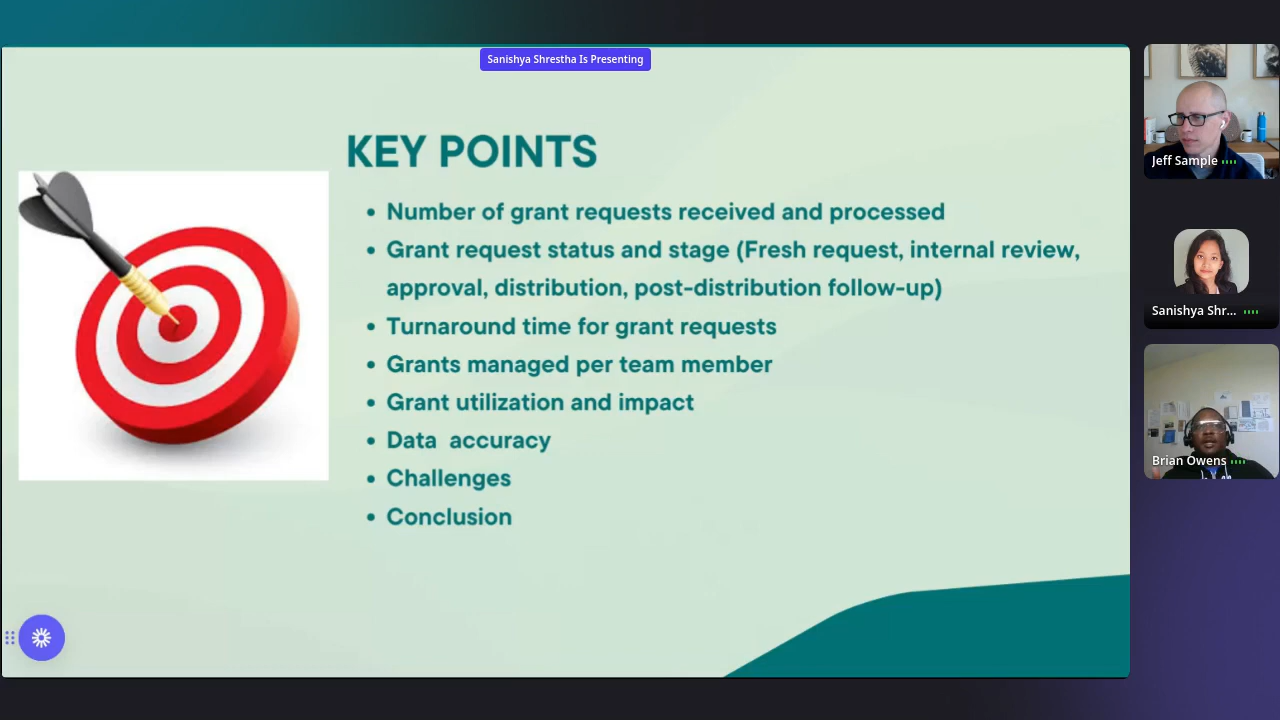 Sanishya Shrestha Is Presenting
KEY POINTS
• Number of grant requests received and processed
• Grant request status and stage (Fresh request, internal review,
approval, distribution, post-distribution follow-up)
• Turnaround time for grant requests
• Grants managed per team member
• Grant utilization and impact
• Data accuracy
• Challenges
• Conclusion
Jeff Sample
Sanishya Shr...
Brian Owens